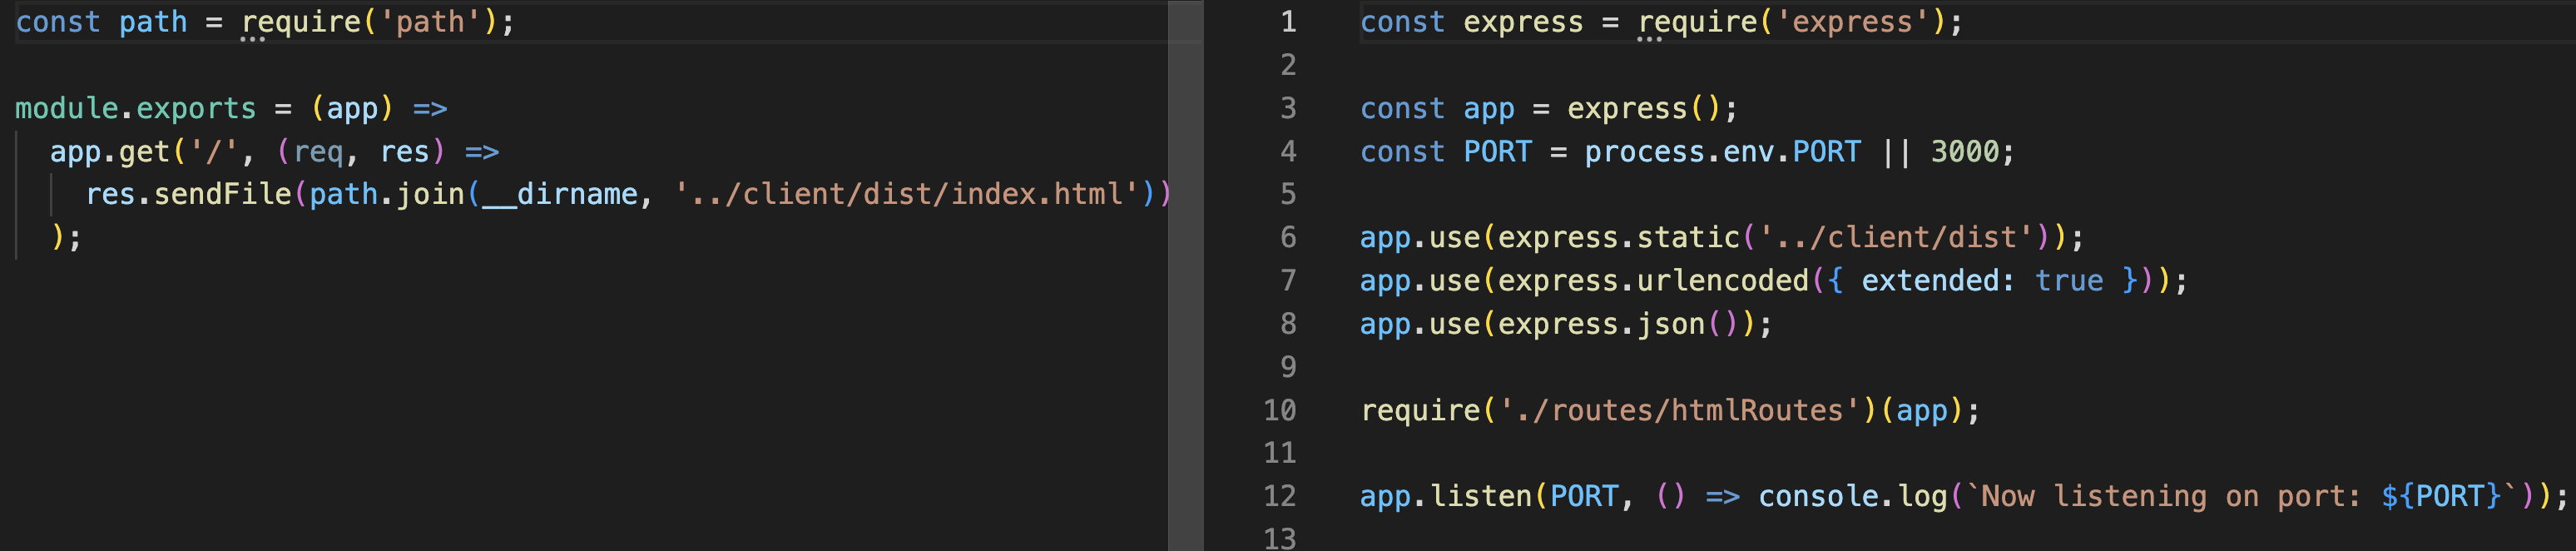 const path = require('path');
module.exports = (app) =>
app.get('/', (req, res) =>
res.sendFile(path.join(__dirname, '../client/dist/index.html'))
);
1 const express = require('express');
2
3 const app = express();
4 const PORT = process.env.PORT || 3000;
5
6 app.use(express.static('../client/dist'));
7 app.use(express.urlencoded({ extended: true }));
8 app.use(express.json());
9
10 require('./routes/htmlRoutes')(app);
11
12 app.listen(PORT, () => console.log(`Now listening on port: ${PORT}`));
13